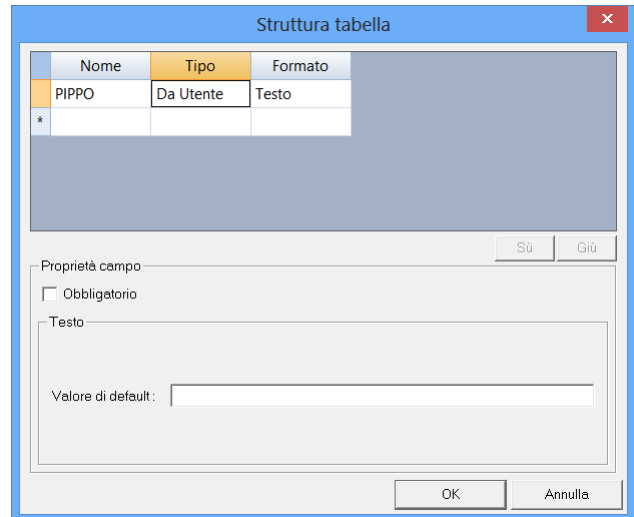 Struttura tabella
Nome Tipo Formato
PIPPO Da Utente Testo
*
Sù Giù
Proprietà campo
Obbligatorio
Testo
Valore di default :
OK Annulla